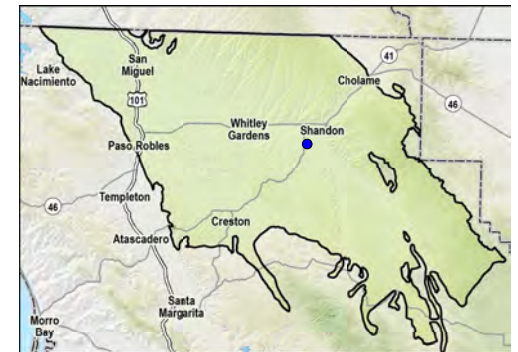 San
Miguel
41
Lake
Nacimiento
Cholame
101
46
Whitley
Gardens
Shandon
Paso Robles
Templeton
46
Creston
Atascadero
Santa
Margarita
Morro
Bay